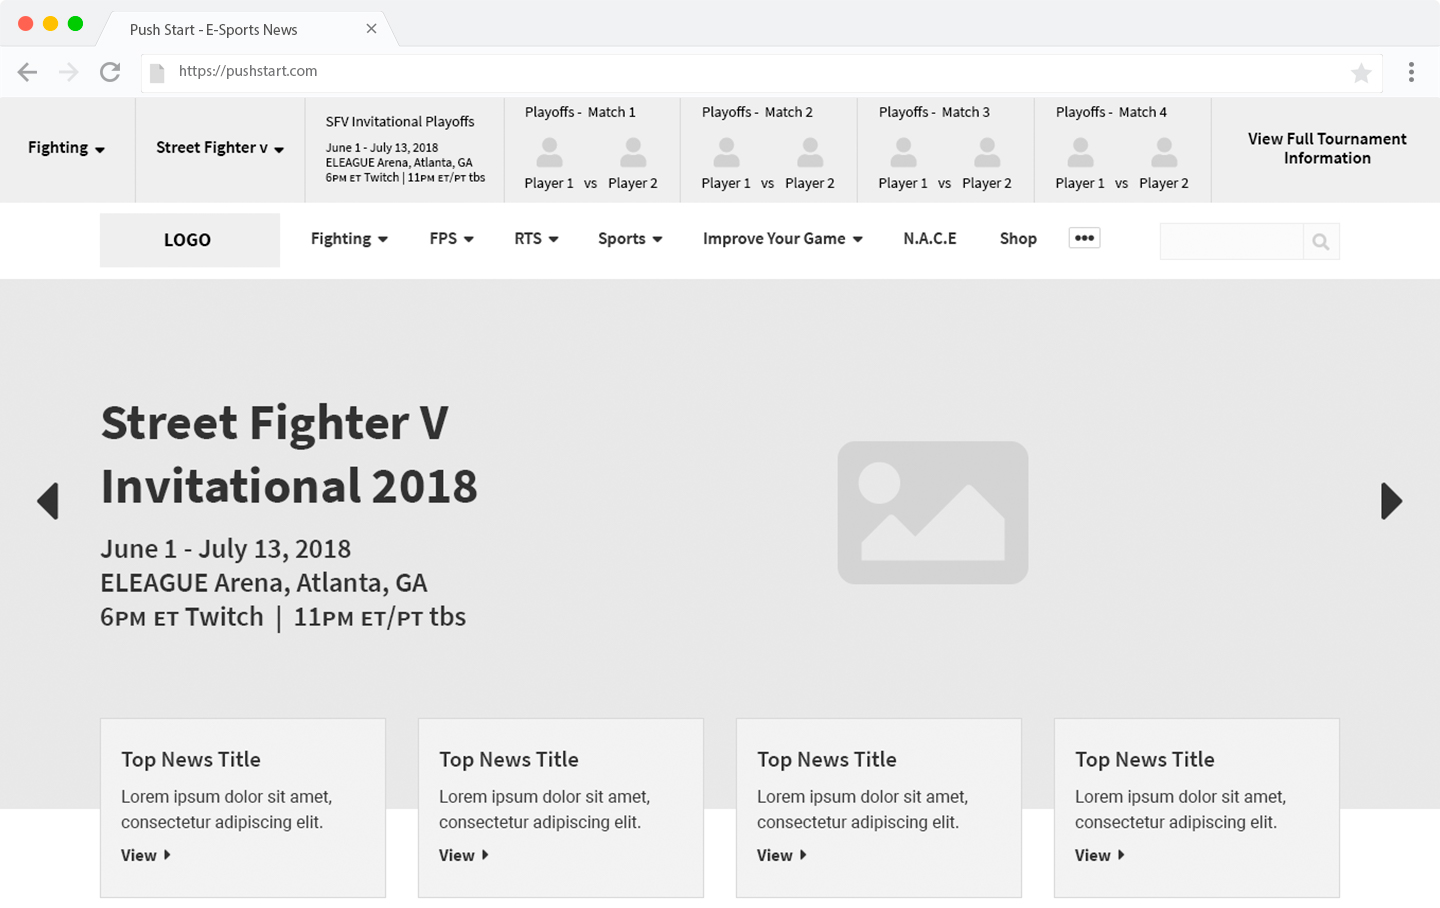 Push Start - E-Sports News
https://pushstart.com
Fighting
Street Fighter v
SFV Invitational Playoffs
June 1 - July 13, 2018
ELEAGUE Arena, Atlanta, GA
6PM ET Twitch | 11PM ET/PT tbs
Playoffs - Match 1
Player 1 vs Player 2
Playoffs - Match 2
Player 1 vs Player 2
Playoffs - Match 3
Player 1 vs Player 2
Playoffs - Match 4
Player 1 vs Player 2
View Full Tournament
Information
LOGO
Fighting
FPS
RTS
Sports
Improve Your Game
N.A.C.E
Shop
Street Fighter V
Invitational 2018
June 1 - July 13, 2018
ELEAGUE Arena, Atlanta, GA
6PM ET Twitch | 11PM ET/PT tbs
Top News Title
Lorem ipsum dolor sit amet,
consectetur adipiscing elit.
View
Top News Title
Lorem ipsum dolor sit amet,
consectetur adipiscing elit.
View
Top News Title
Lorem ipsum dolor sit amet,
consectetur adipiscing elit.
View
Top News Title
Lorem ipsum dolor sit amet,
consectetur adipiscing elit.
View